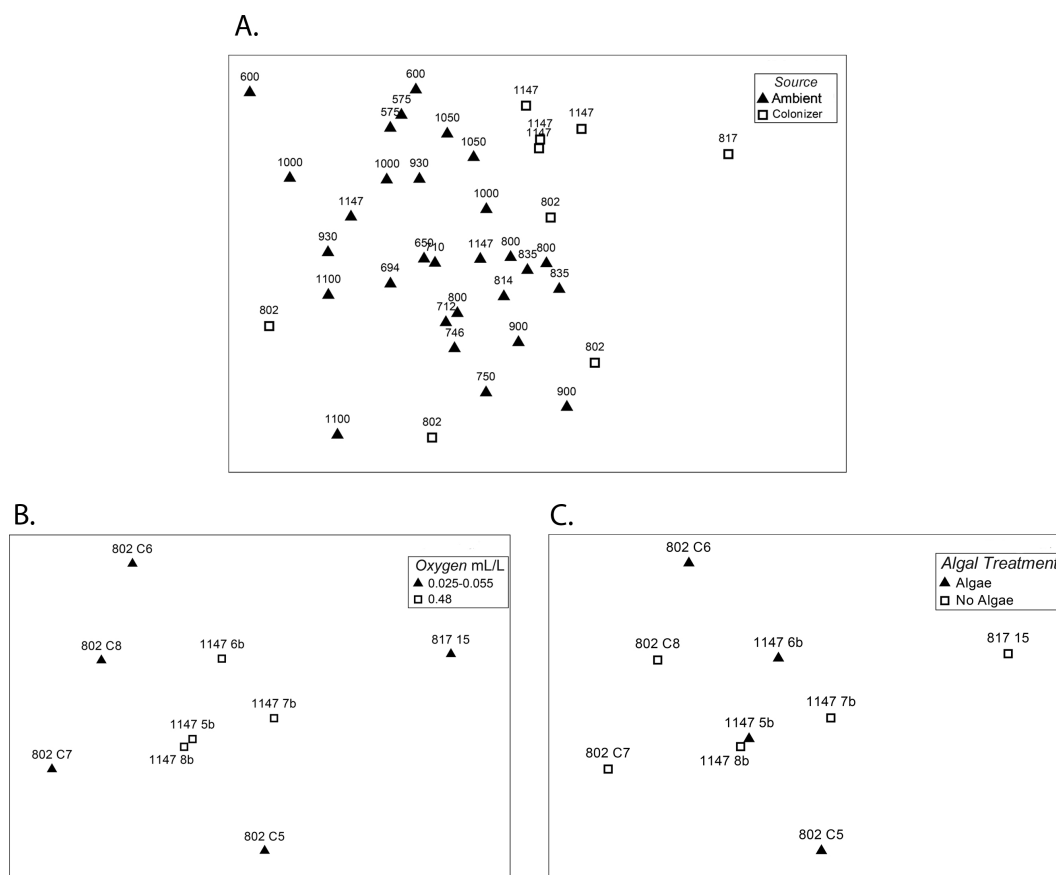 A.
600
600
575
575
1050
1050
1147
1147
1147
1147
817
Source
Ambient
Colonizer
1000
1000
930
1000
1147
802
930
650
710
1147
800
835
800
1100
694
814
835
802
800
712
746
900
802
750
900
1100
802
B.
802 C6
Oxygen mL/L
0.025-0.055
0.48
802 C8
1147 6b
817 15
1147 7b
1147 5b
802 C7
1147 8b
802 C5
C.
802 C6
Algal Treatment
Algae
No Algae
802 C8
1147 6b
817 15
1147 7b
1147 5b
802 C7
1147 8b
802 C5